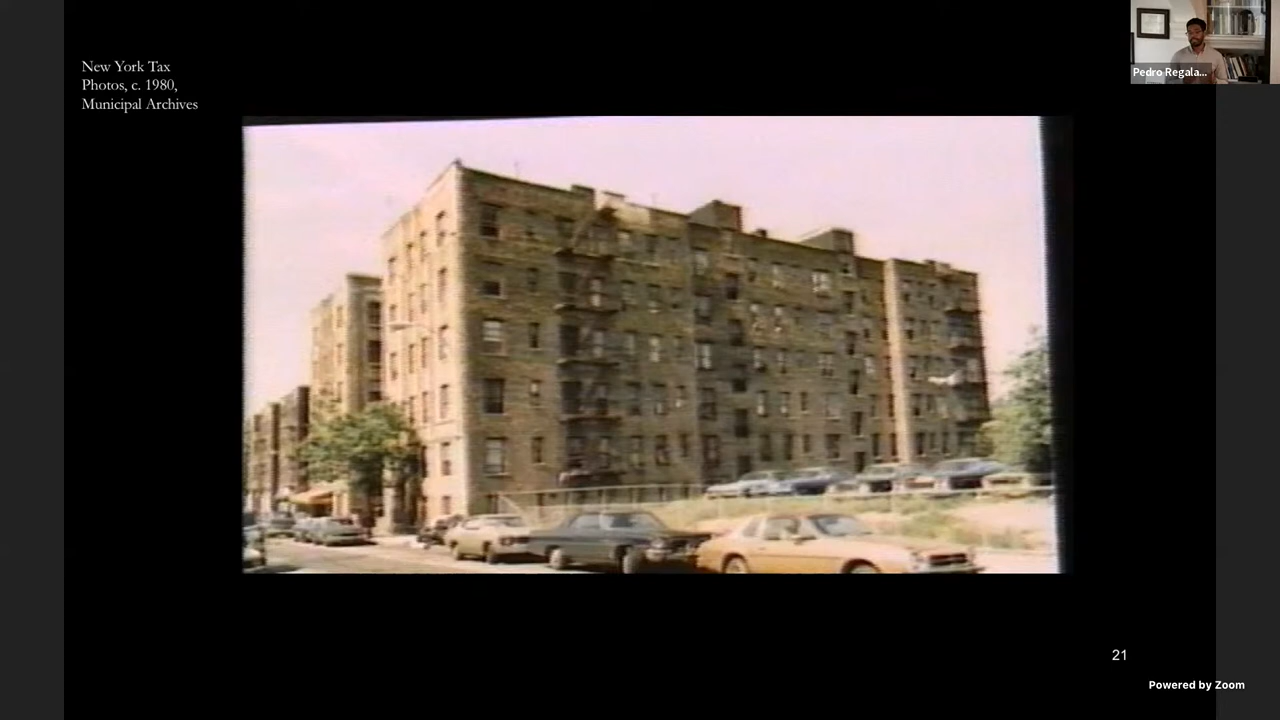 New York Tax
Photos, c. 1980,
Municipal Archives
Pedro Regala...
21
Powered by Zoom